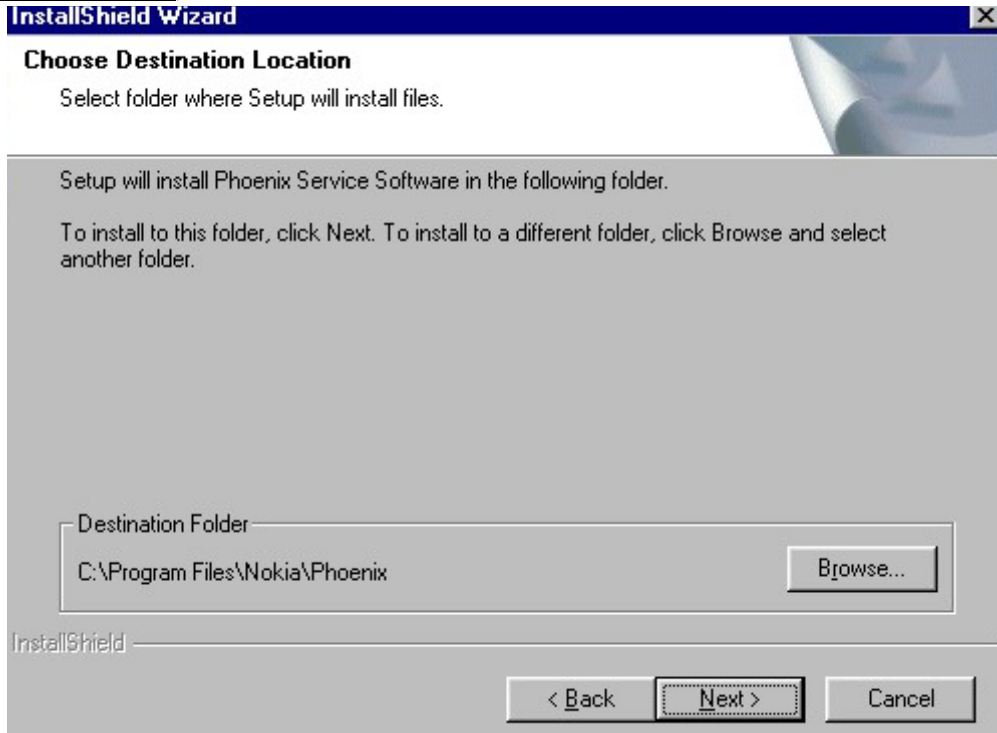 InstallShield Wizard
Choose Destination Location
Select folder where Setup will install files.
Setup will install Phoenix Service Software in the following folder.
To install to this folder, click Next. To install to a different folder, click Browse and select
another folder.
Destination Folder
C:\Program Files\Nokia\Phoenix
Browse...
InstallShield
< Back
Next >
Cancel